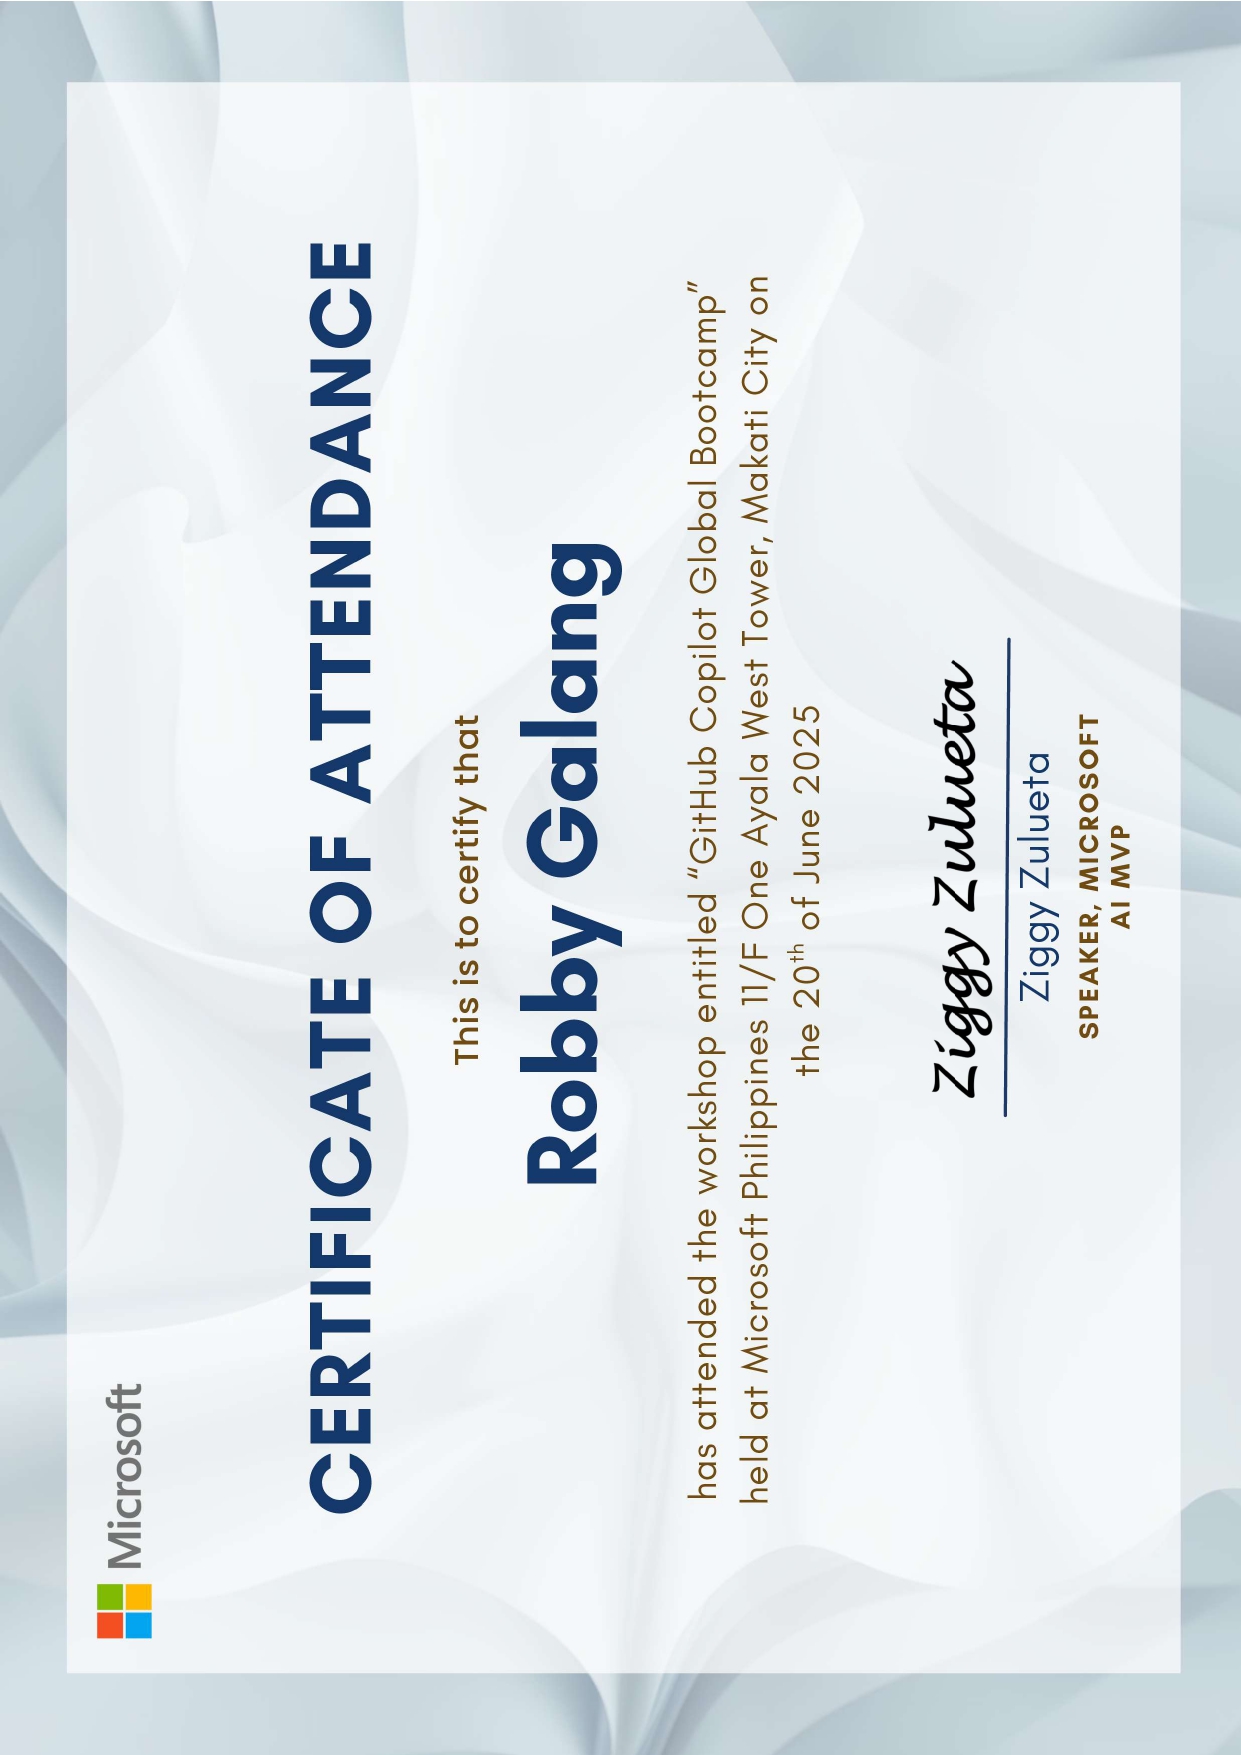 Microsoft
CERTIFICATE OF ATTENDANCE
This is to certify that
Robby Galang
has attended the workshop entitled “GitHub Copilot Global Bootcamp”
held at Microsoft Philippines 11/F One Ayala West Tower, Makati City on
the 20th of June 2025
Ziggy Zulueta
Ziggy Zulueta
SPEAKER, MICROSOFT
AI MVP